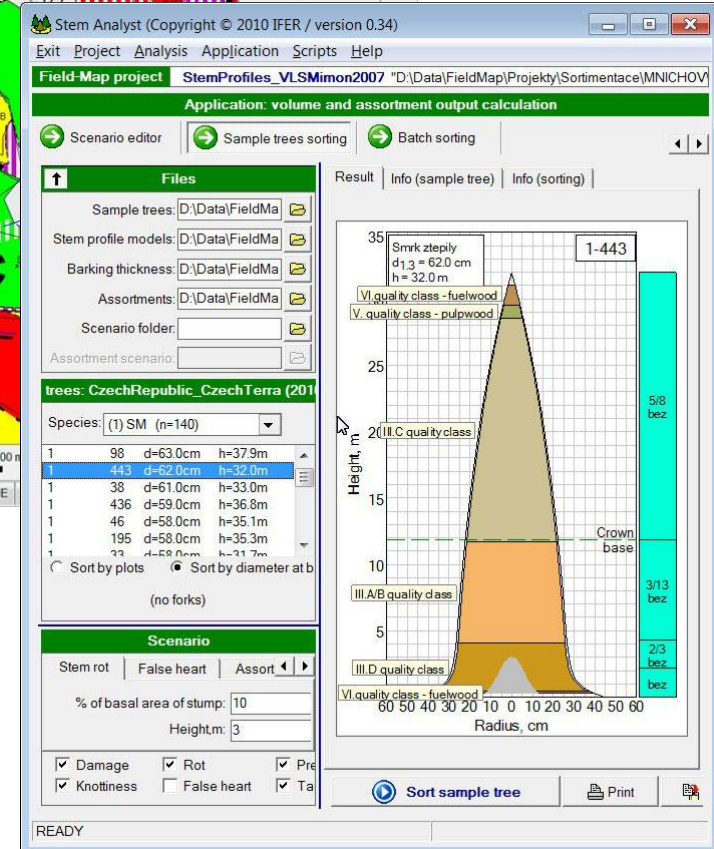 Stem Analyst (Copyright © 2010 IFER / version 0.34)
Exit Project Analysis Application Scripts Help
Field-Map project StemProfiles_VLSMimon2007 "D:\Data\FieldMap\Projekty\Sortimentace\MNICHOV
Application: volume and assortment output calculation
Scenario editor Sample trees sorting Batch sorting
Files
Sample trees: D:\Data\FieldMa
Stem profile models: D:\Data\FieldMa
Barking thickness: D:\Data\FieldMa
Assortments: D:\Data\FieldMa
Scenario folder:
Assortment scenario:
trees: CzechRepublic_CzechTerra (201
Species: (1) SM (n=140)
1 98 d=63.0cm h=37.9m
1 443 d=62.0cm h=32.0m
1 38 d=61.0cm h=33.0m
1 436 d=59.0cm h=36.8m
1 46 d=58.0cm h=35.1m
1 195 d=58.0cm h=35.3m
1 33 d=58.0cm h=31.7m
Sort by plots Sort by diameter at b
(no forks)
Scenario
Stem rot False heart Assort
% of basal area of stump: 10
Height,m: 3
Damage Rot Pre
Knottiness False heart Ta
Result Info (sample tree) Info (sorting)
35
Smrk ztepily
d1.3 = 62.0 cm
h = 32.0 m
1-443
VI.quality class - fuelwood
V. quality class - pulpwood
25
5/8
bez
20
III.C quality class
Height, m
15
Crown
base
10
III.A/B quality class
3/13
bez
5
2/3
bez
III.D quality class
bez
VI.quality class - fuelwood
60 50 40 30 20 10 0 10 20 30 40 50 60
Radius, cm
Sort sample tree Print
READY